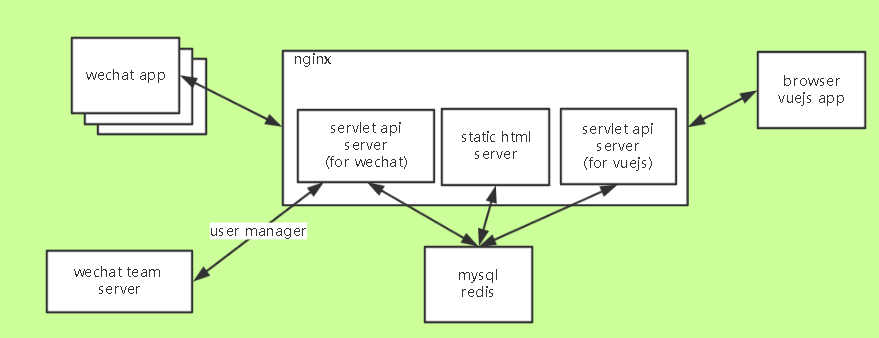 nginx
wechat app
browser
vuejs app
servlet api
server
(for wechat)
static html
server
servlet api
server
(for vuejs)
user manager
wechat team
server
mysql
redis